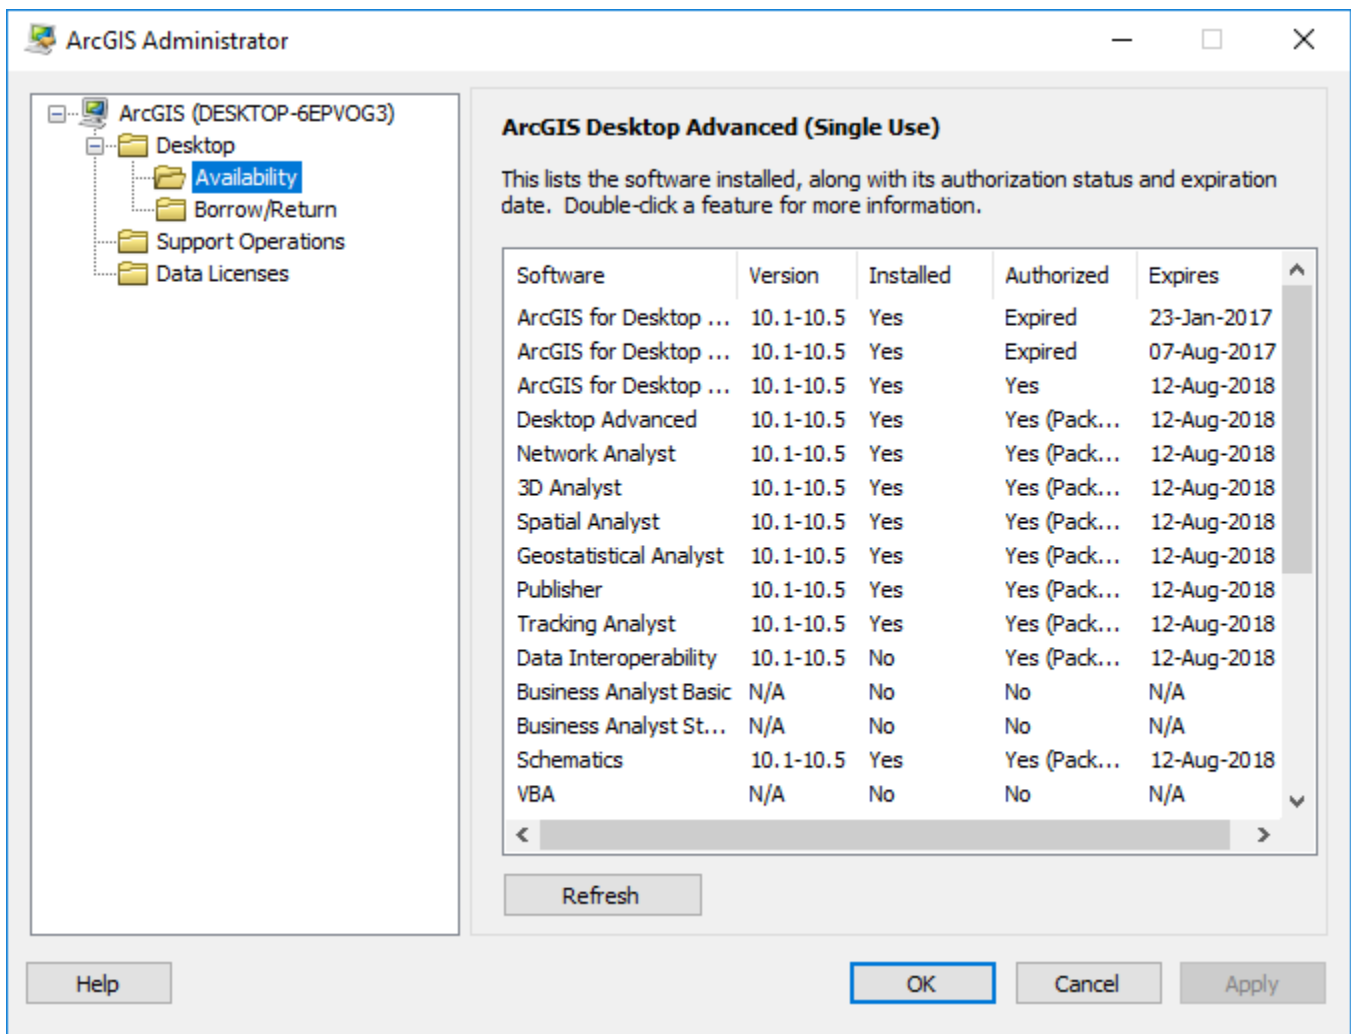 ArcGIS Administrator
ArcGIS (DESKTOP-6EPVOG3)
Desktop
Availability
Borrow/Return
Support Operations
Data Licenses
ArcGIS Desktop Advanced (Single Use)
This lists the software installed, along with its authorization status and expiration
date.  Double-click a feature for more information.
Software Version Installed Authorized Expires
ArcGIS for Desktop ... 10.1-10.5 Yes Expired 23-Jan-2017
ArcGIS for Desktop ... 10.1-10.5 Yes Expired 07-Aug-2017
ArcGIS for Desktop ... 10.1-10.5 Yes Yes 12-Aug-2018
Desktop Advanced 10.1-10.5 Yes Yes (Pack... 12-Aug-2018
Network Analyst 10.1-10.5 Yes Yes (Pack... 12-Aug-2018
3D Analyst 10.1-10.5 Yes Yes (Pack... 12-Aug-2018
Spatial Analyst 10.1-10.5 Yes Yes (Pack... 12-Aug-2018
Geostatistical Analyst 10.1-10.5 Yes Yes (Pack... 12-Aug-2018
Publisher 10.1-10.5 Yes Yes (Pack... 12-Aug-2018
Tracking Analyst 10.1-10.5 Yes Yes (Pack... 12-Aug-2018
Data Interoperability 10.1-10.5 No Yes (Pack... 12-Aug-2018
Business Analyst Basic N/A No No N/A
Business Analyst St... N/A No No N/A
Schematics 10.1-10.5 Yes Yes (Pack... 12-Aug-2018
VBA N/A No No N/A
Refresh
Help OK Cancel Apply